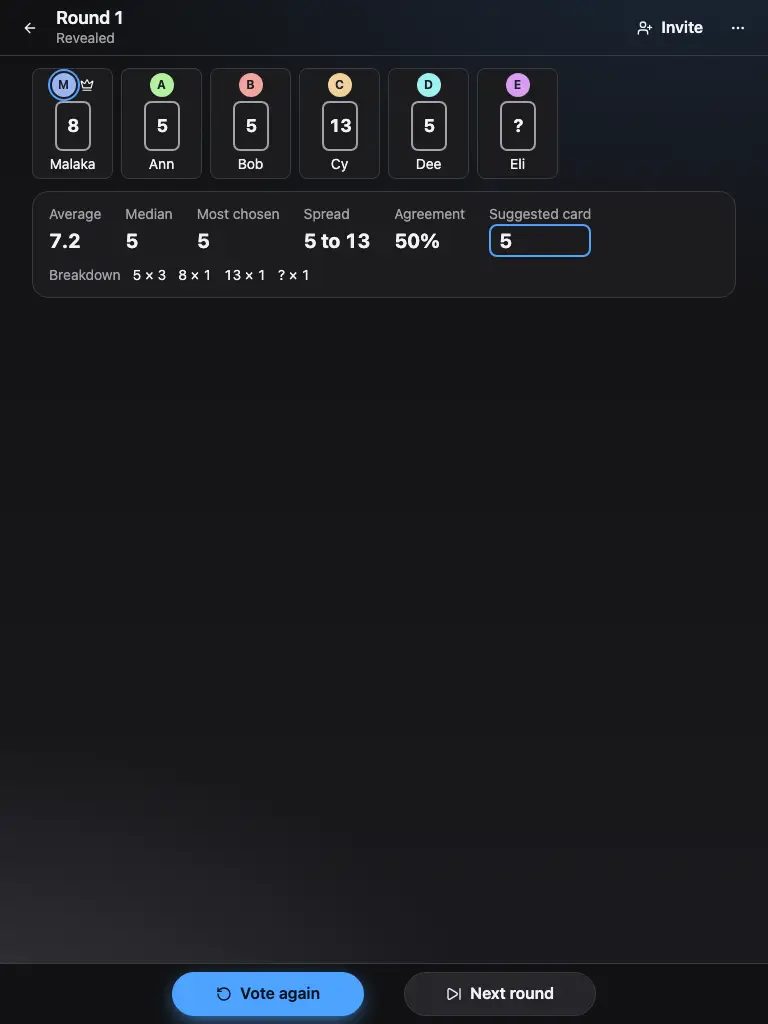 Round 1
Revealed
Invite
M A B C D E
8 5 5 13 5 ?
Malaka Ann Bob Cy Dee Eli
Average Median Most chosen Spread Agreement Suggested card
7.2 5 5 5 to 13 50% 5
Breakdown 5 × 3 8 × 1 13 × 1 ? × 1
Vote again Next round